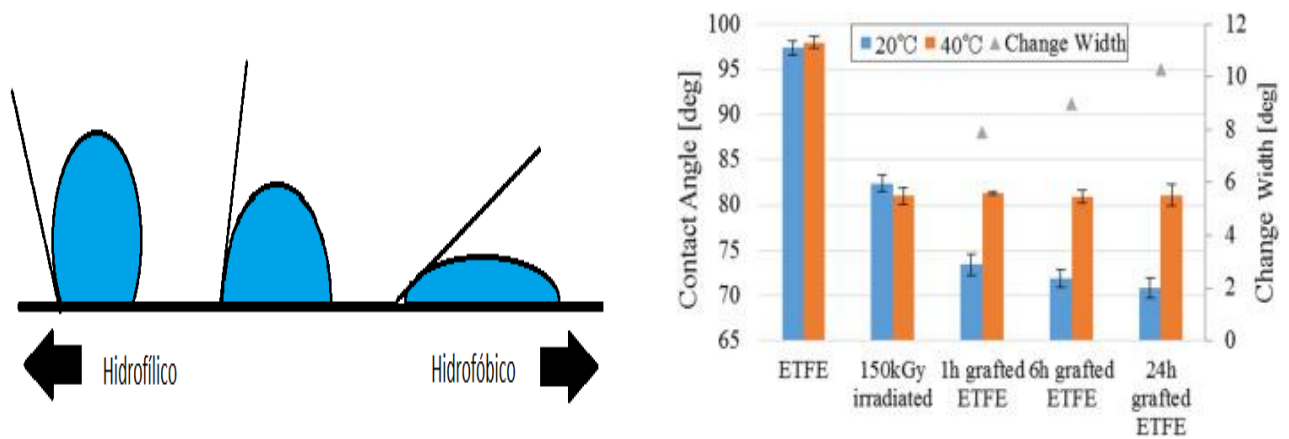 Hidrofílico
Hidrofóbico
100
95
90
85
80
75
70
65
Contact Angle [deg]
20℃ 40℃ Change Width
12
10
8
6
4
2
0
Change Width [deg]
ETFE
150kGy
irradiated
1h grafted
ETFE
6h grafted
ETFE
24h
grafted
ETFE